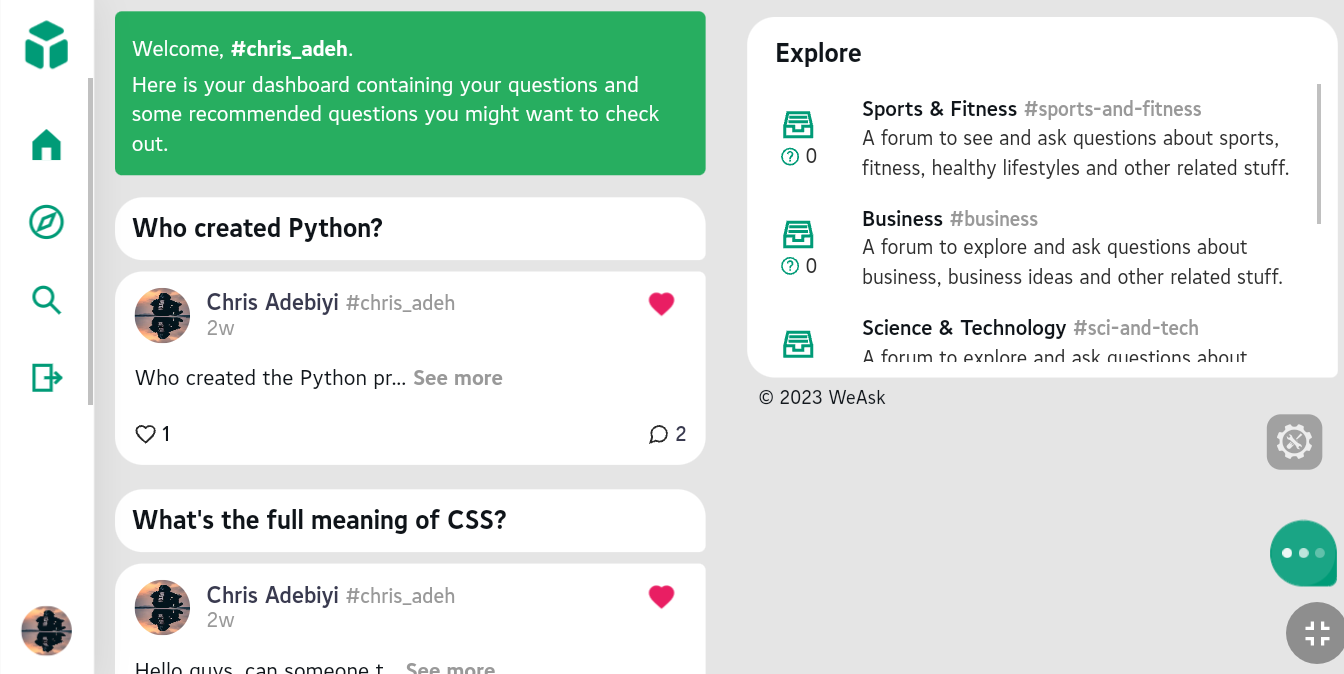 Welcome, #chris_adeh.
Here is your dashboard containing your questions and
some recommended questions you might want to check
out.
Who created Python?
Chris Adebiyi #chris_adeh
2w
Who created the Python pr... See more
1
2
What's the full meaning of CSS?
Chris Adebiyi #chris_adeh
2w
Hello guys, can someone t... See more
Explore
Sports & Fitness #sports-and-fitness
A forum to see and ask questions about sports,
fitness, healthy lifestyles and other related stuff.
0
Business #business
A forum to explore and ask questions about
business, business ideas and other related stuff.
0
Science & Technology #sci-and-tech
A forum to explore and ask questions about
© 2023 WeAsk